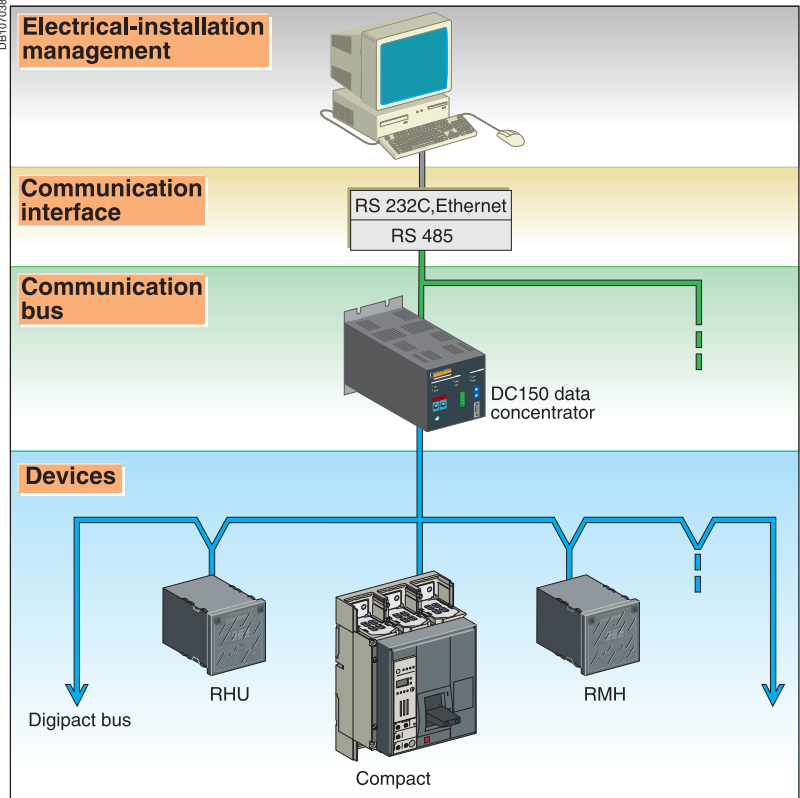 DB107038
Electrical-installation
management
Communication
interface
RS 232C,Ethernet
RS 485
Communication
bus
DC150 data
concentrator
Devices
RHU
RMH
Digipact bus
Compact